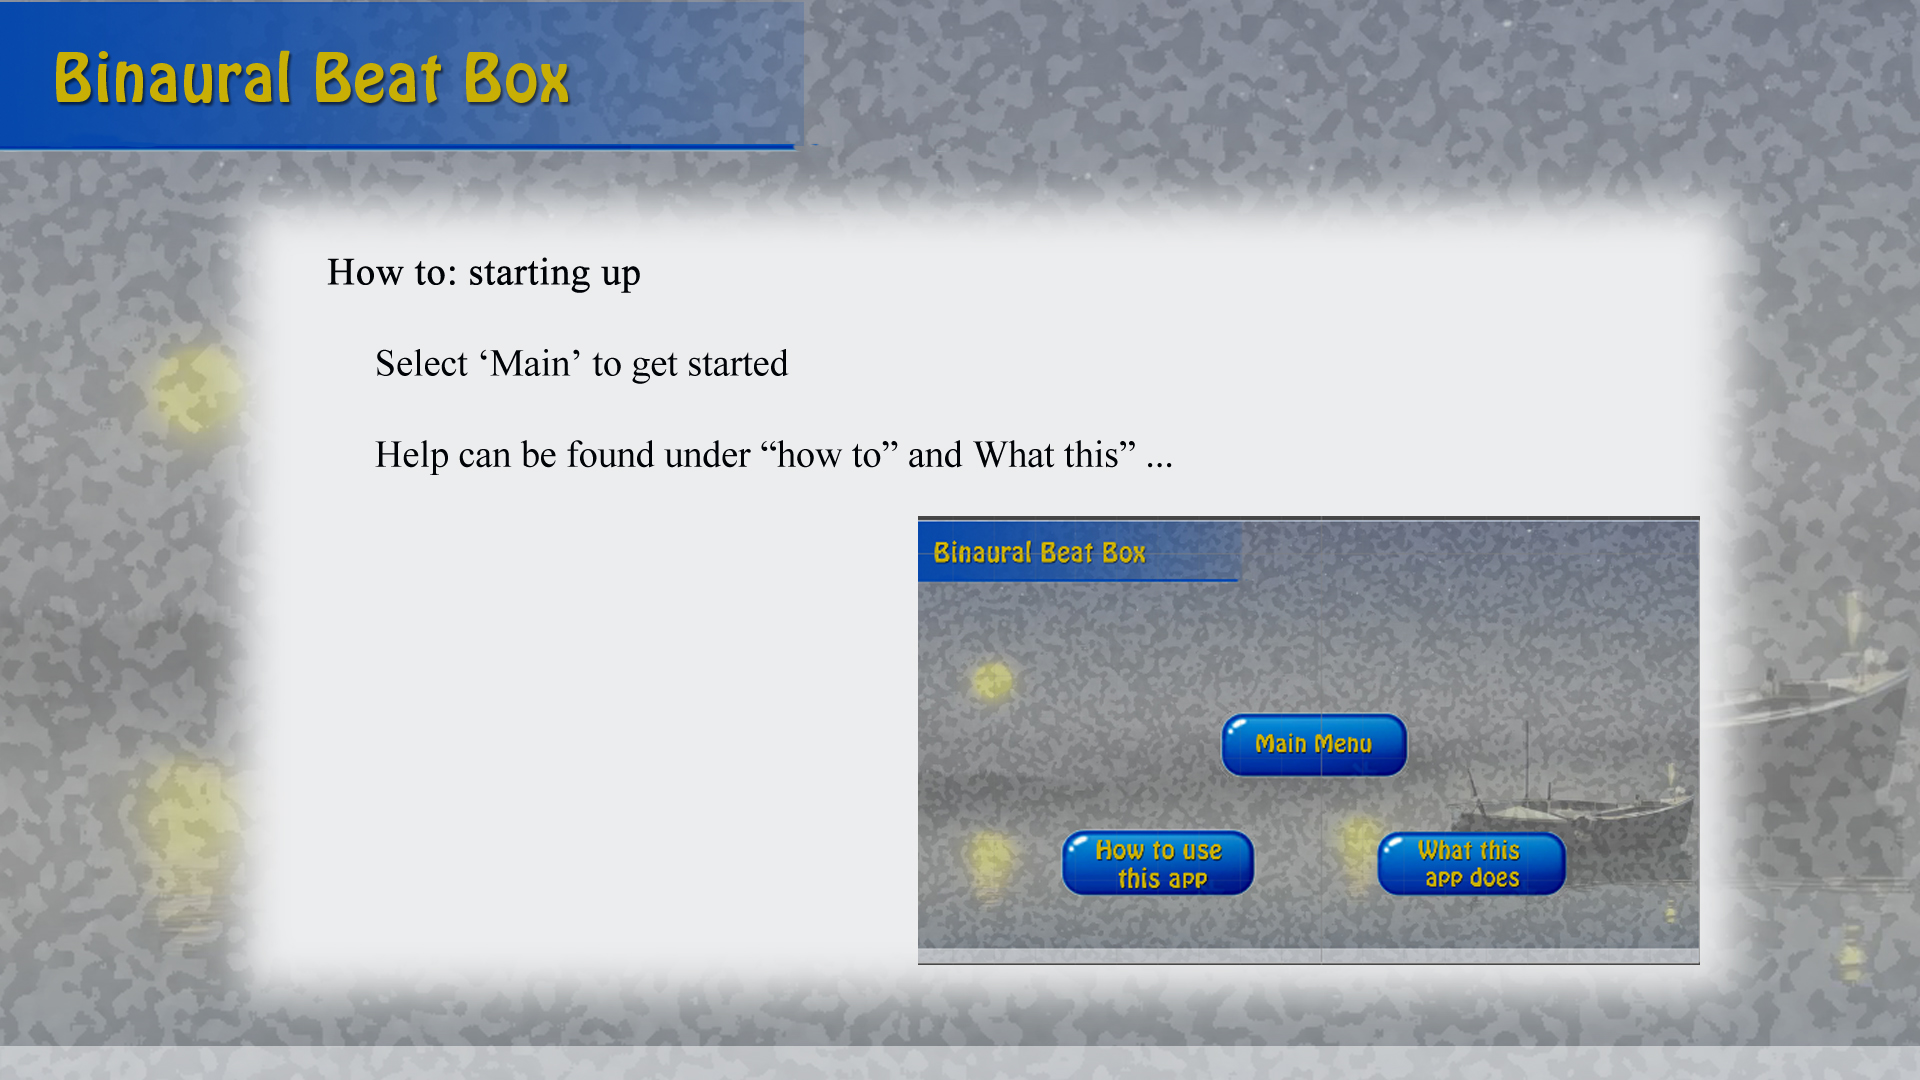 Binaural Beat Box
How to: starting up
Select ‘Main’ to get started
Help can be found under “how to” and What this” ...
Binaural Beat Box
Main Menu
How to use
this app
What this
app does